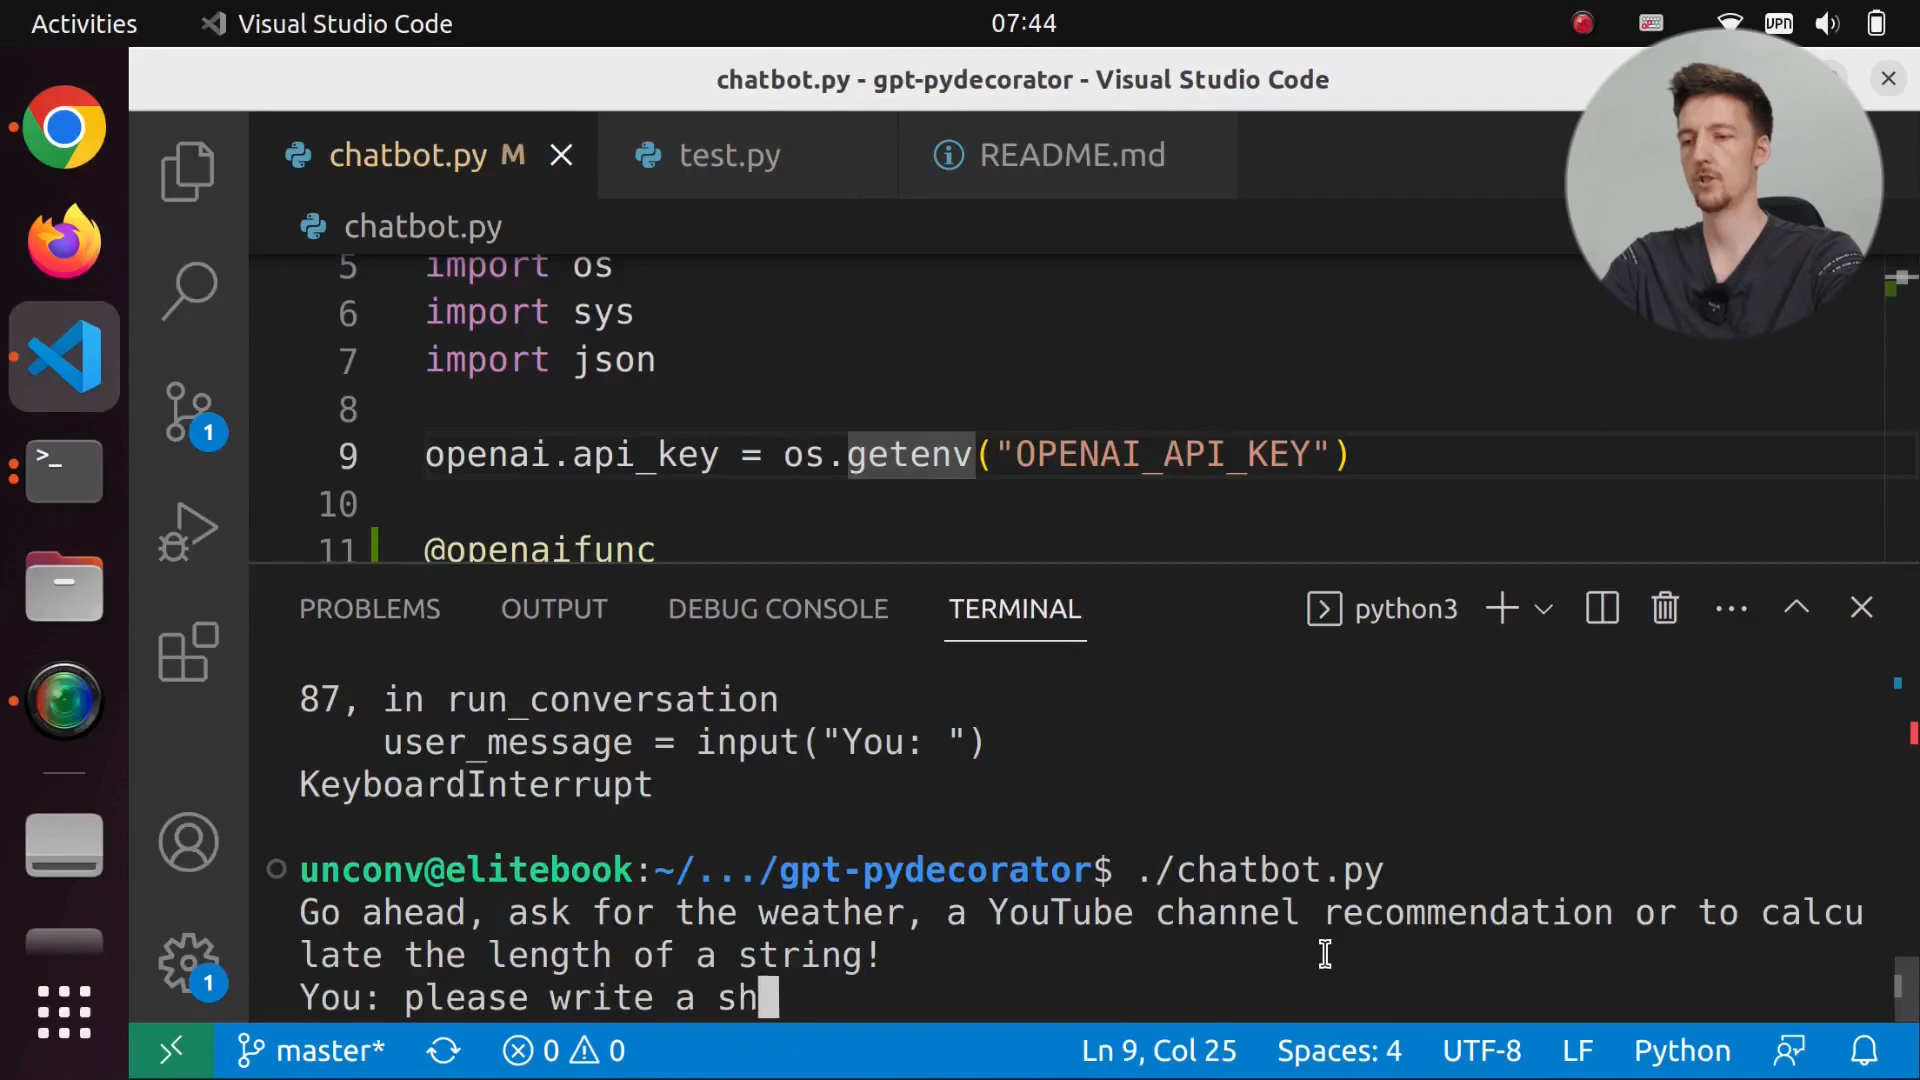 Activities Visual Studio Code 07:44 VPN
chatbot.py - gpt-pydecorator - Visual Studio Code
chatbot.py M test.py README.md
chatbot.py
5 import os
6 import sys
7 import json
8
9 openai.api_key = os.getenv("OPENAI_API_KEY")
10
11 @openaifunc
1
PROBLEMS OUTPUT DEBUG CONSOLE TERMINAL python3
87, in run_conversation
user_message = input("You: ")
KeyboardInterrupt
unconv@elitebook:~/.../gpt-pydecorator$ ./chatbot.py
Go ahead, ask for the weather, a YouTube channel recommendation or to calcu
late the length of a string!
You: please write a sh
1
master* 0 0 Ln 9, Col 25 Spaces: 4 UTF-8 LF Python